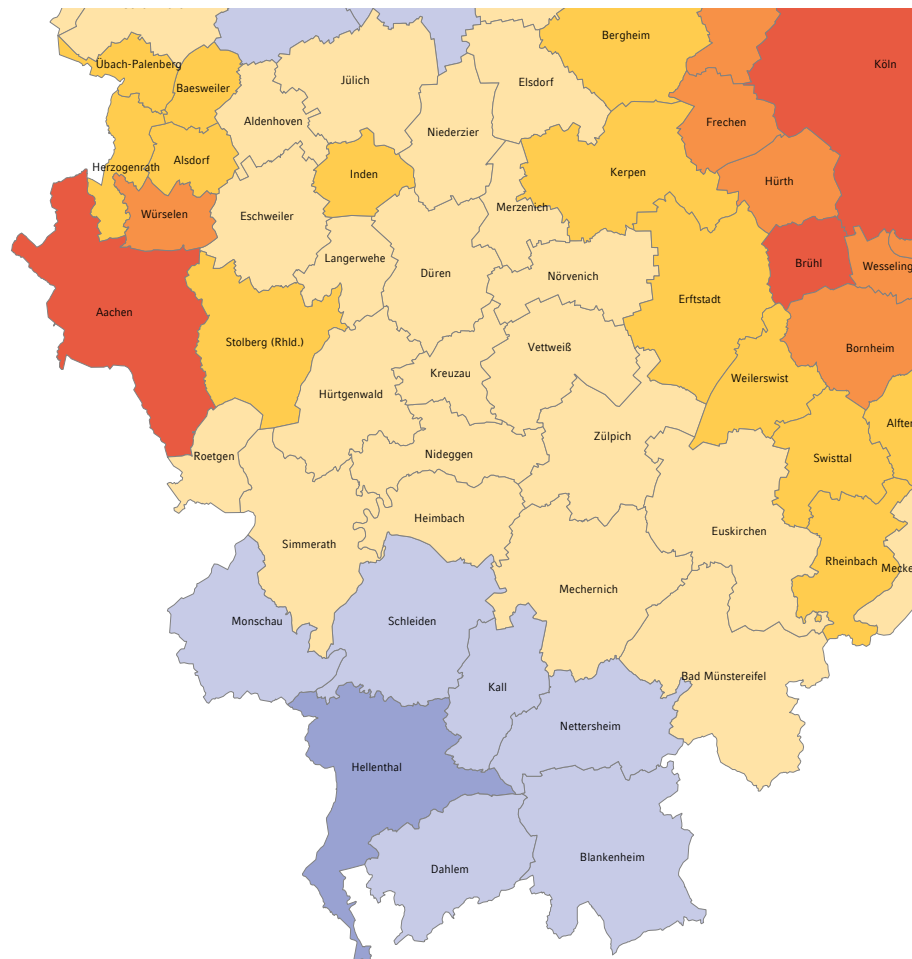 Bergheim
Köln
Übach-Palenberg
Jülich
Elsdorf
Baesweiler
Aldenhoven
Frechen
Niederzier
Alsdorf
Herzogenrath
Inden
Kerpen
Hürth
Würselen
Eschweiler
Merzenich
Langerwehe
Düren
Nörvenich
Brühl
Wesseling
Erftstadt
Aachen
Stolberg (Rhld.)
Vettweiß
Bornheim
Kreuzau
Weilerswist
Hürtgenwald
Zülpich
Alfter
Roetgen
Nideggen
Swisttal
Heimbach
Euskirchen
Simmerath
Rheinbach
Mecke
Mechernich
Monschau
Schleiden
Bad Münstereifel
Kall
Nettersheim
Hellenthal
Blankenheim
Dahlem